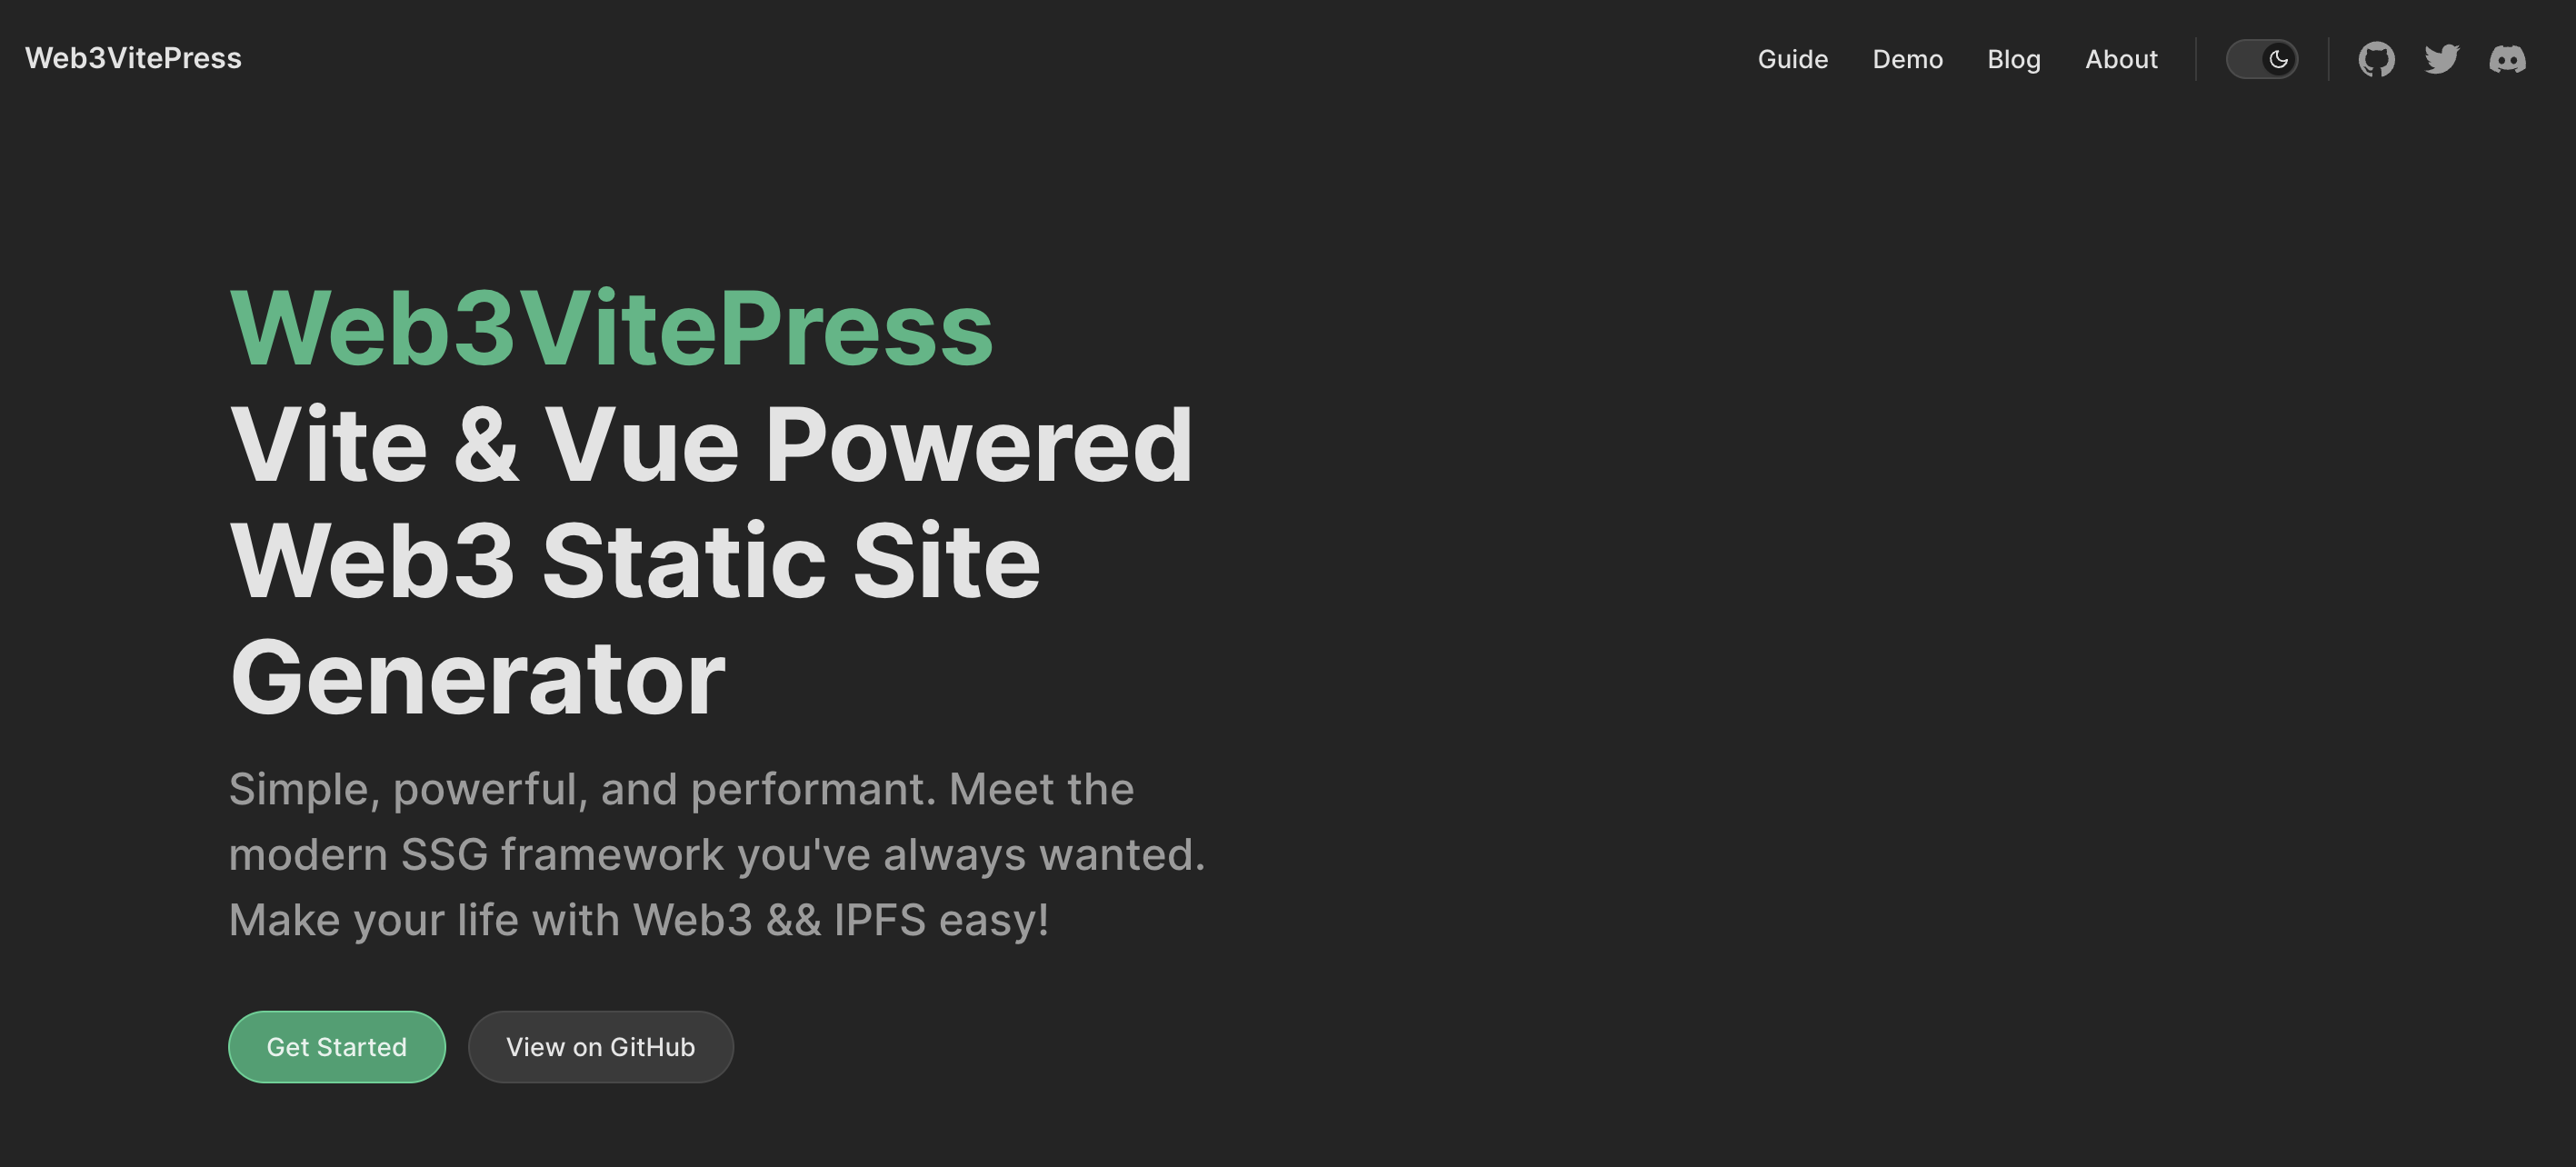 Web3VitePress
Guide Demo Blog About
Web3VitePress
Vite & Vue Powered
Web3 Static Site
Generator
Simple, powerful, and performant. Meet the
modern SSG framework you've always wanted.
Make your life with Web3 && IPFS easy!
Get Started View on GitHub